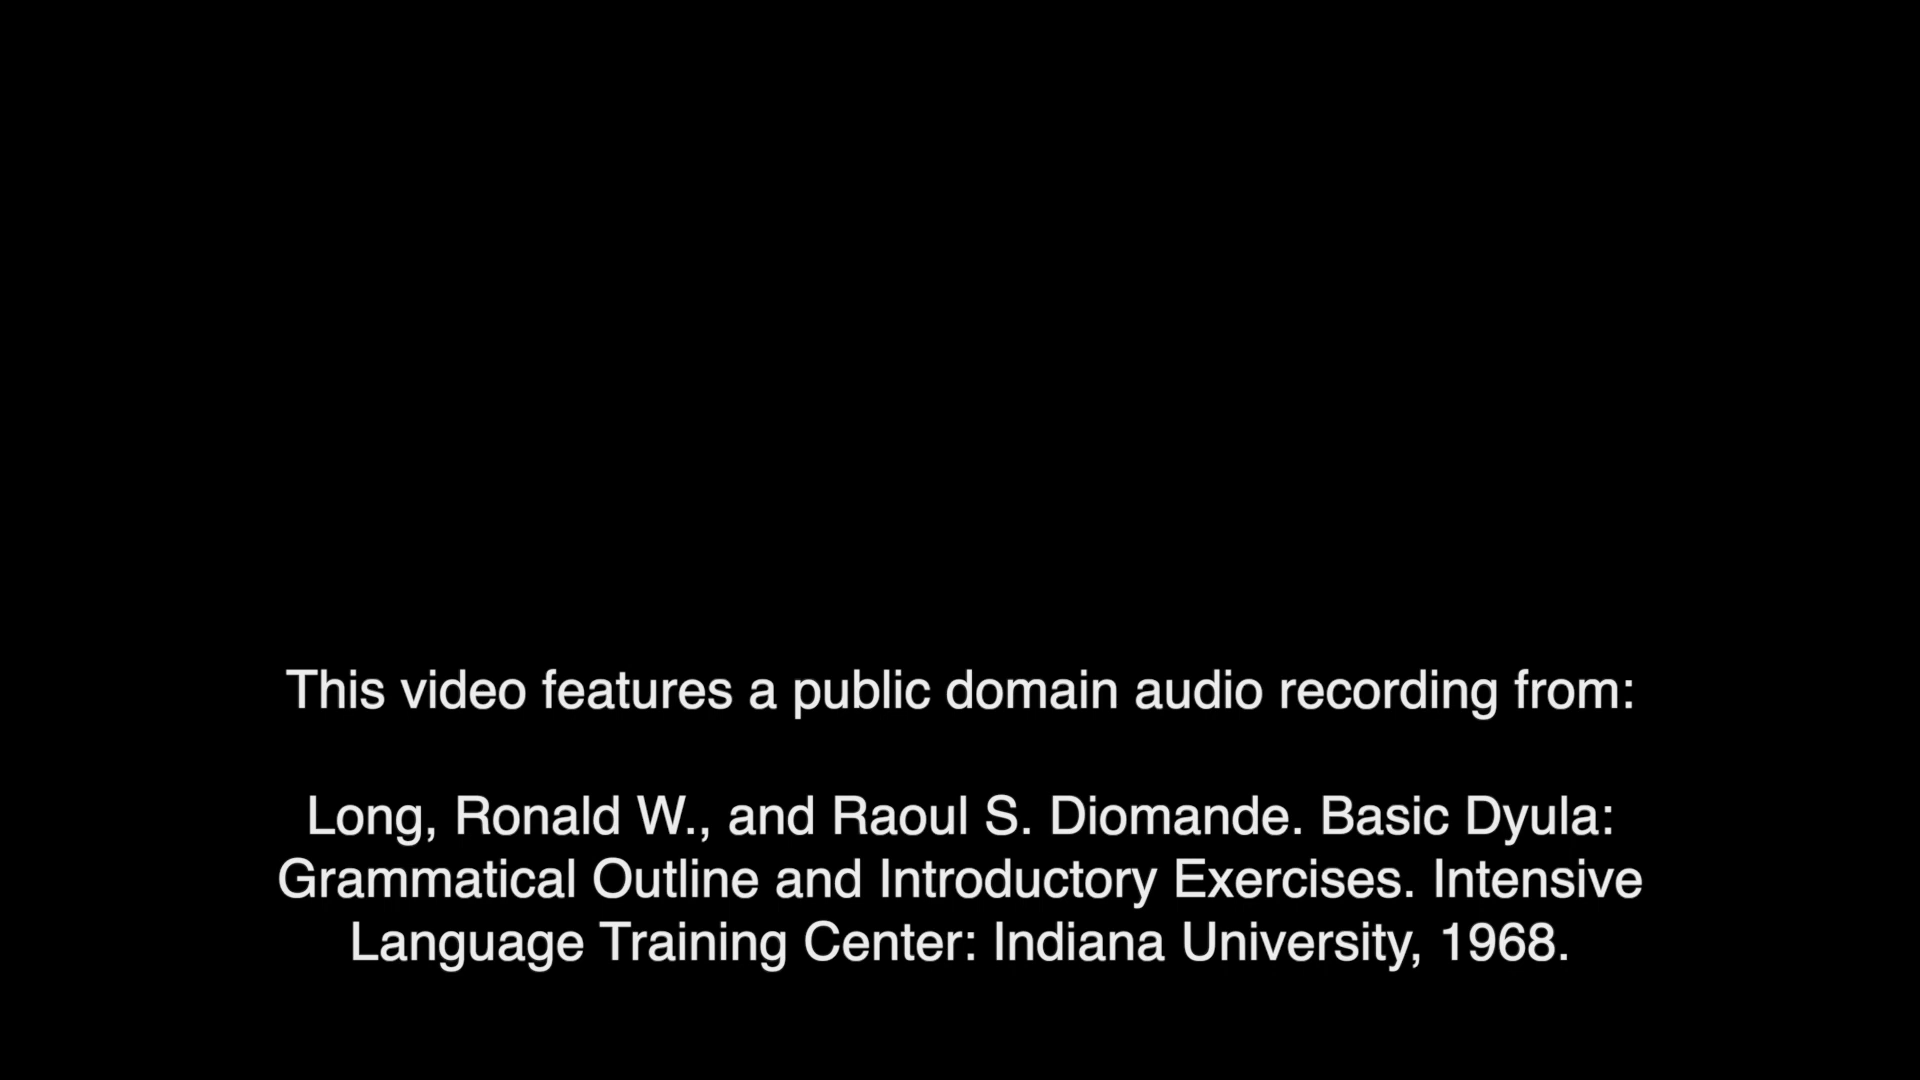 This video features a public domain audio recording from:
Long, Ronald W., and Raoul S. Diomande. Basic Dyula:
Grammatical Outline and Introductory Exercises. Intensive
Language Training Center: Indiana University, 1968.